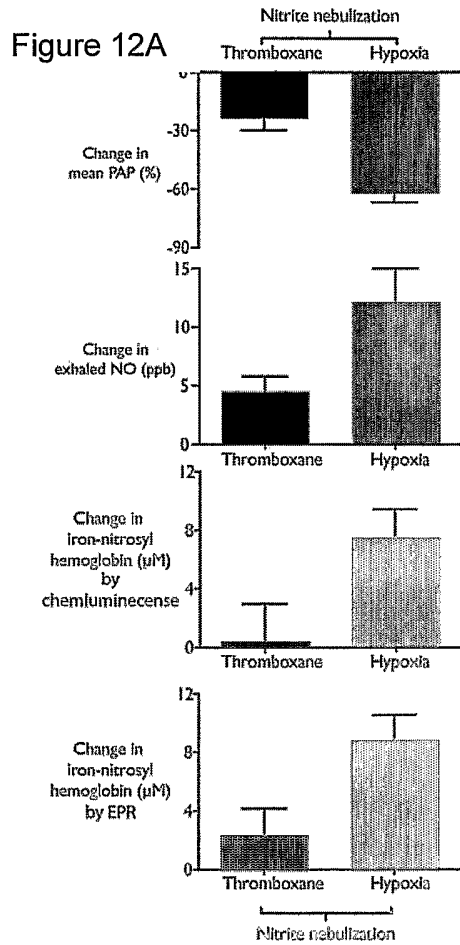 Figure 12A
Nitrite nebulization
Thromboxane Hypoxia
0
-30
-60
-90
Change in
mean PAP (%)
15
10
5
0
Change in
exhaled NO (ppb)
Thromboxane Hypoxia
12
8
4
0
Change in
iron-nitrosyl
hemoglobin (µM)
by
chemluminecense
Thromboxane Hypoxia
12
8
4
0
Change in
iron-nitrosyl
hemoglobin (µM)
by EPR
Thromboxane Hypoxia
Nitrite nebulization